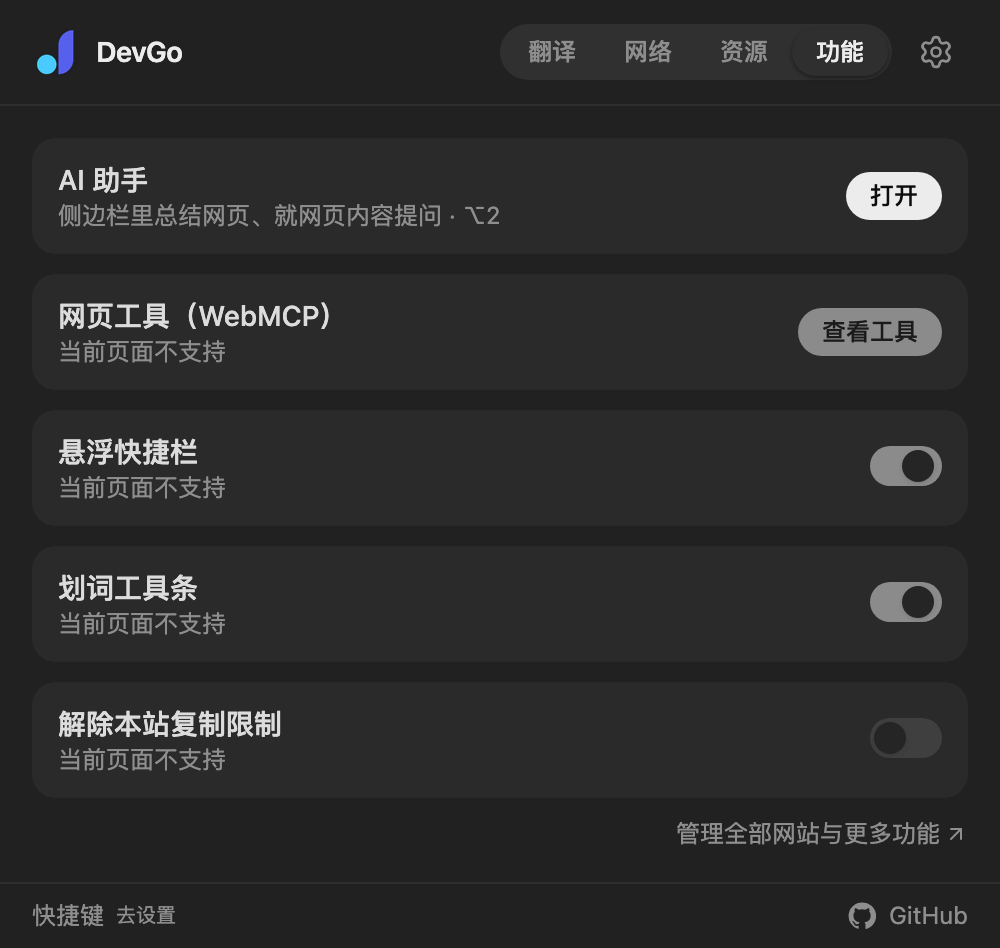 DevGo
翻译 网络 资源 功能
AI 助手
侧边栏里总结网页、就网页内容提问 · ⌥2
打开
网页工具（WebMCP）
当前页面不支持
查看工具
悬浮快捷栏
当前页面不支持
划词工具条
当前页面不支持
解除本站复制限制
当前页面不支持
管理全部网站与更多功能 ↗
快捷键 去设置
GitHub